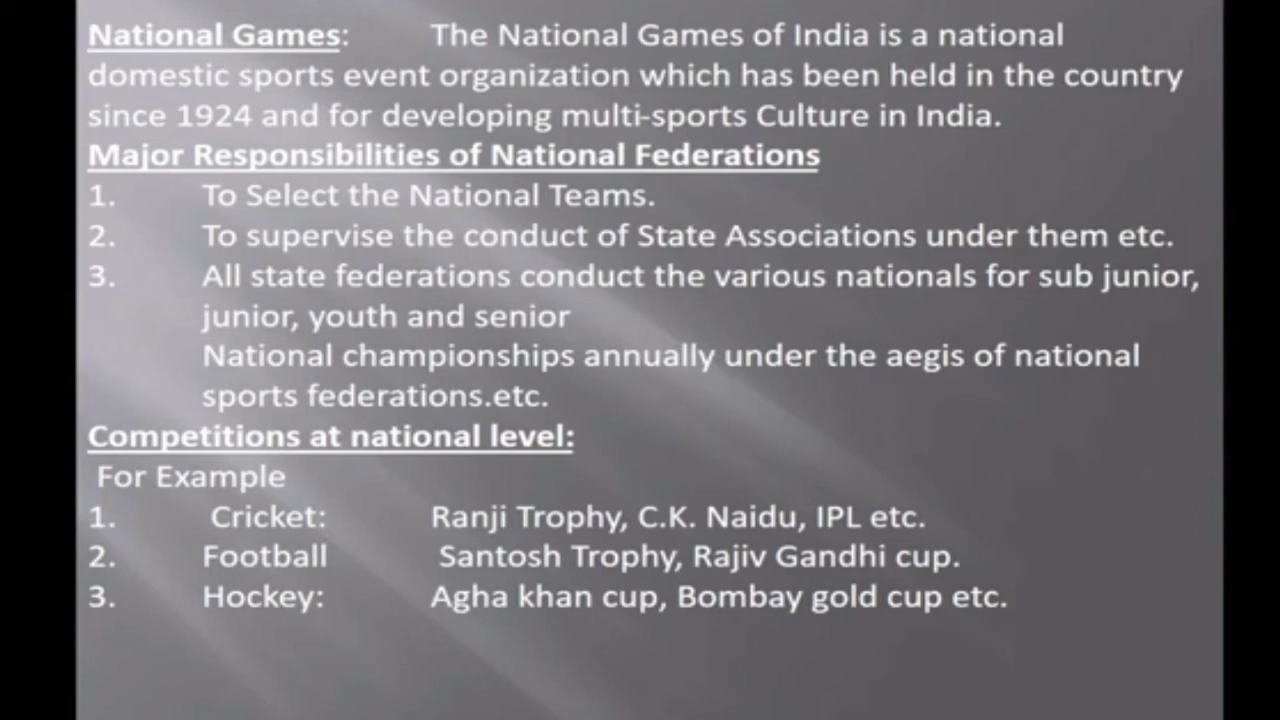 National Games: The National Games of India is a national
domestic sports event organization which has been held in the country
since 1924 and for developing multi-sports Culture in India.
Major Responsibilities of National Federations
1. To Select the National Teams.
2. To supervise the conduct of State Associations under them etc.
3. All state federations conduct the various nationals for sub junior,
junior, youth and senior
National championships annually under the aegis of national
sports federations.etc.
Competitions at national level:
For Example
1. Cricket: Ranji Trophy, C.K. Naidu, IPL etc.
2. Football Santosh Trophy, Rajiv Gandhi cup.
3. Hockey: Agha khan cup, Bombay gold cup etc.